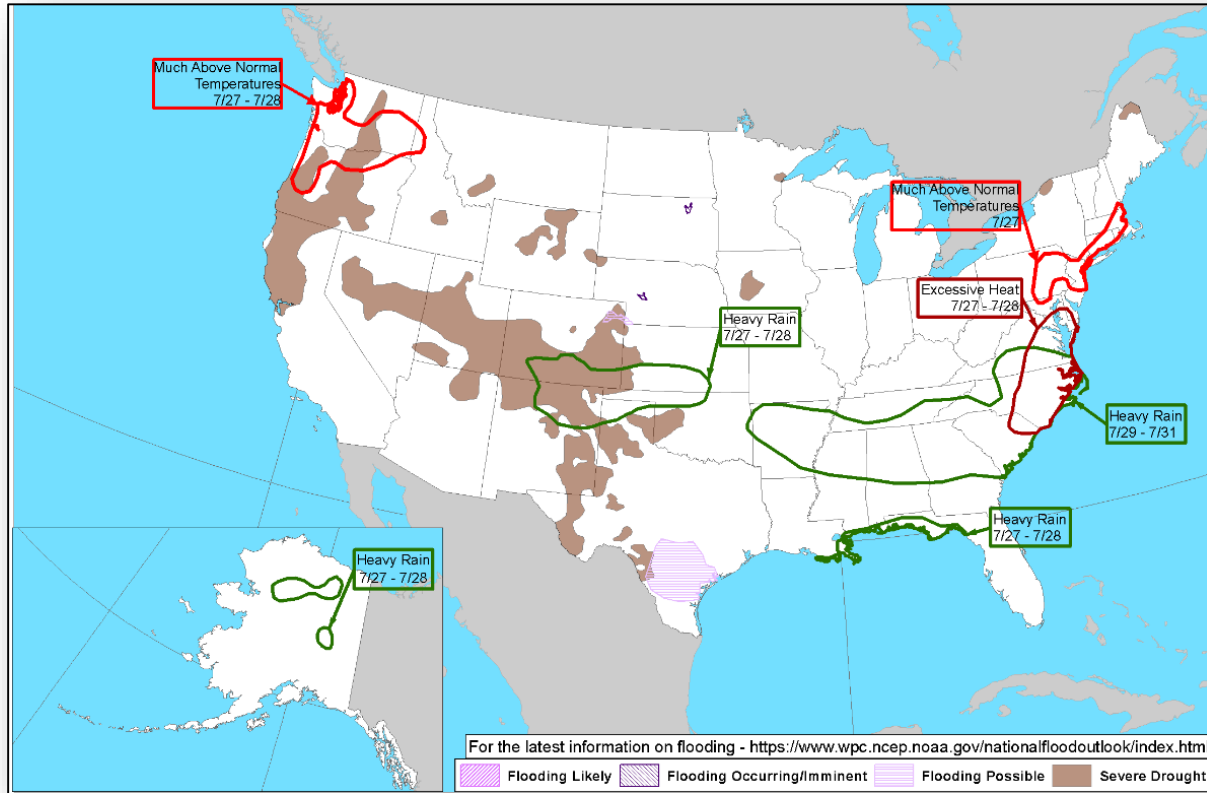 Much Above Normal
Temperatures
7/27 - 7/28
Much Above Normal
Temperatures
7/27
Excessive Heat
7/27 - 7/28
Heavy Rain
7/27 - 7/28
Heavy Rain
7/29 - 7/31
Heavy Rain
7/27 - 7/28
Heavy Rain
7/27 - 7/28
For the latest information on flooding - https://www.wpc.ncep.noaa.gov/nationalfloodoutlook/index.html
Flooding Likely Flooding Occurring/Imminent Flooding Possible Severe Drought